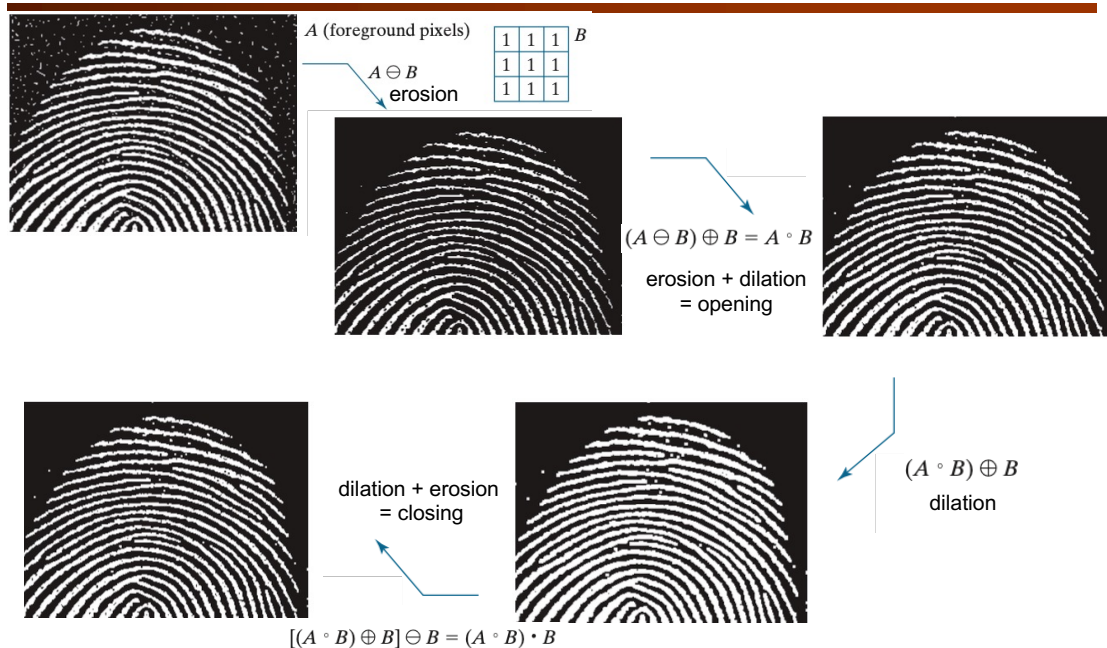 A (foreground pixels)
1 1 1 B
1 1 1
1 1 1
A ⊖ B
erosion
(A ⊖ B) ⊕ B = A ∘ B
erosion + dilation
= opening
(A ∘ B) ⊕ B
dilation
dilation + erosion
= closing
[(A ∘ B) ⊕ B] ⊖ B = (A ∘ B) • B